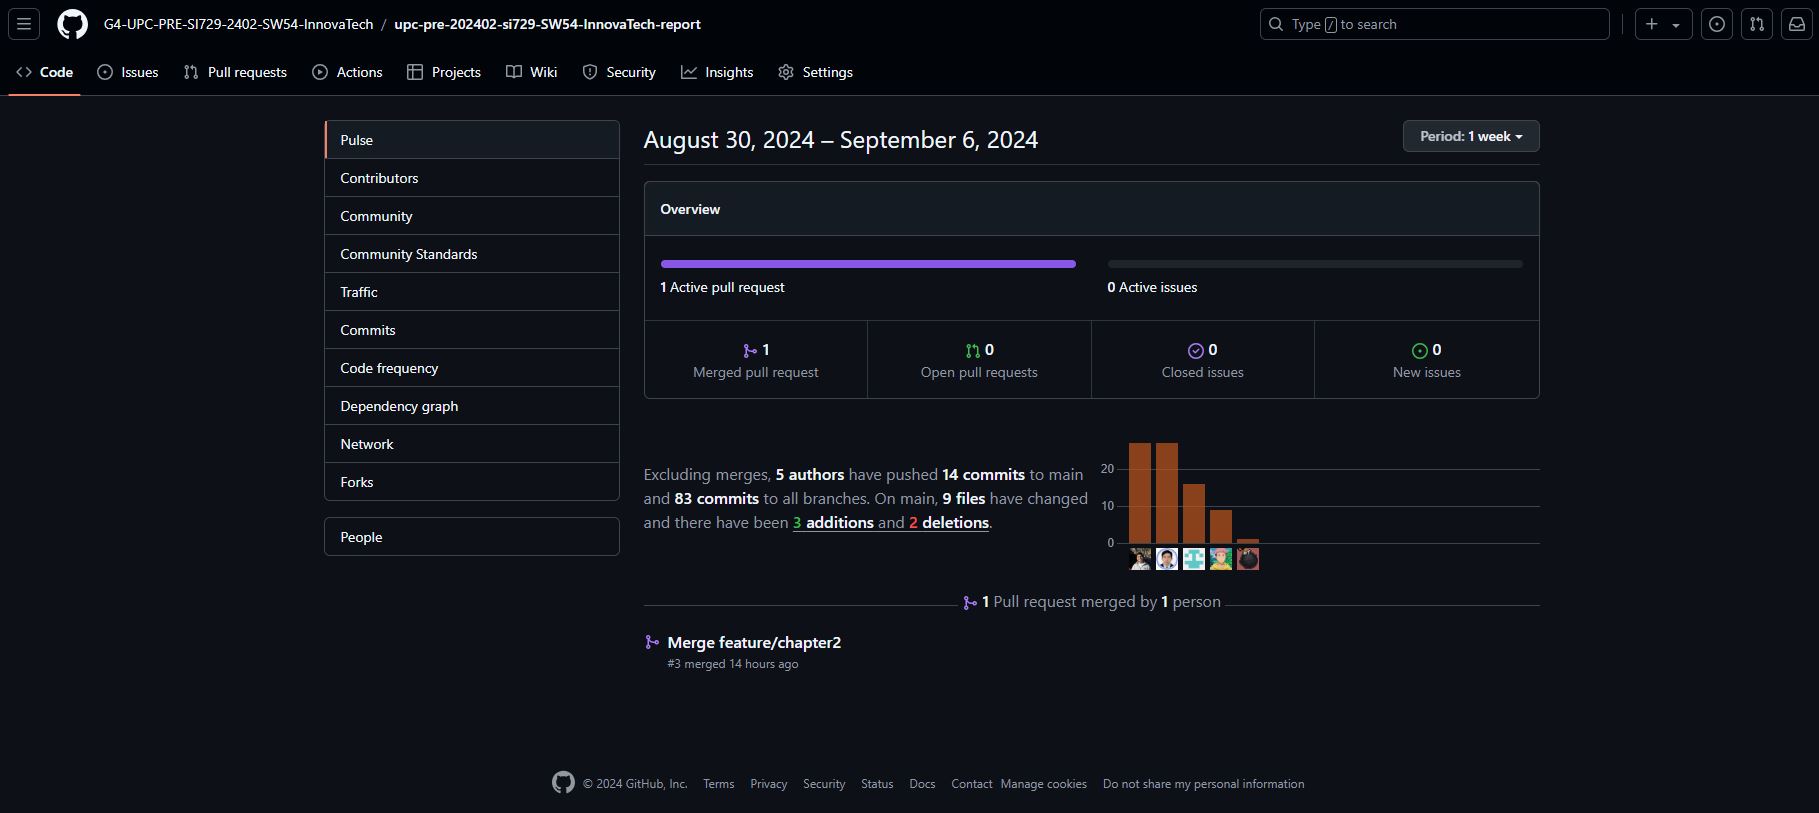 G4-UPC-PRE-SI729-2402-SW54-InnovaTech / upc-pre-202402-si729-SW54-InnovaTech-report
Type / to search
Code Issues Pull requests Actions Projects Wiki Security Insights Settings
Pulse
Contributors
Community
Community Standards
Traffic
Commits
Code frequency
Dependency graph
Network
Forks
People
August 30, 2024 – September 6, 2024
Period: 1 week
Overview
1 Active pull request
0 Active issues
1
Merged pull request
0
Open pull requests
0
Closed issues
0
New issues
Excluding merges, 5 authors have pushed 14 commits to main
and 83 commits to all branches. On main, 9 files have changed
and there have been 3 additions and 2 deletions.
20
10
0
1 Pull request merged by 1 person
Merge feature/chapter2
#3 merged 14 hours ago
© 2024 GitHub, Inc. Terms Privacy Security Status Docs Contact Manage cookies Do not share my personal information